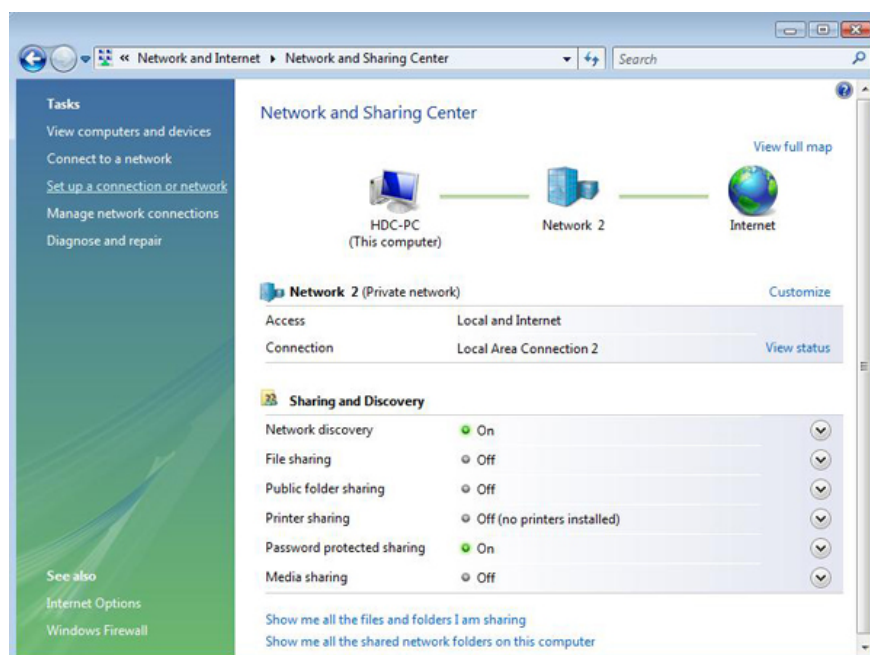 « Network and Internet ▸ Network and Sharing Center
Search
Tasks
View computers and devices
Connect to a network
Set up a connection or network
Manage network connections
Diagnose and repair
See also
Internet Options
Windows Firewall
Network and Sharing Center
View full map
HDC-PC
(This computer)
Network 2
Internet
Network 2 (Private network)
Customize
Access Local and Internet
Connection Local Area Connection 2 View status
Sharing and Discovery
Network discovery On
File sharing Off
Public folder sharing Off
Printer sharing Off (no printers installed)
Password protected sharing On
Media sharing Off
Show me all the files and folders I am sharing
Show me all the shared network folders on this computer